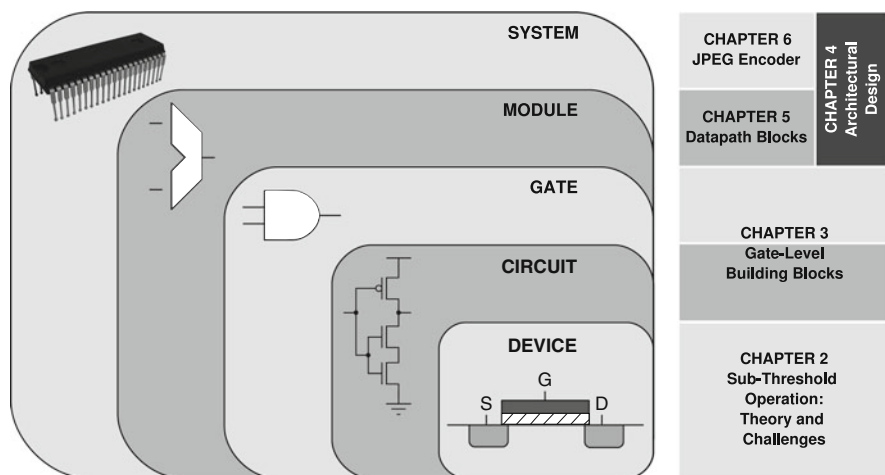 SYSTEM
MODULE
GATE
CIRCUIT
DEVICE
G
S
D
CHAPTER 6
JPEG Encoder
CHAPTER 4
Architectural
Design
CHAPTER 5
Datapath Blocks
CHAPTER 3
Gate-Level
Building Blocks
CHAPTER 2
Sub-Threshold
Operation:
Theory and
Challenges